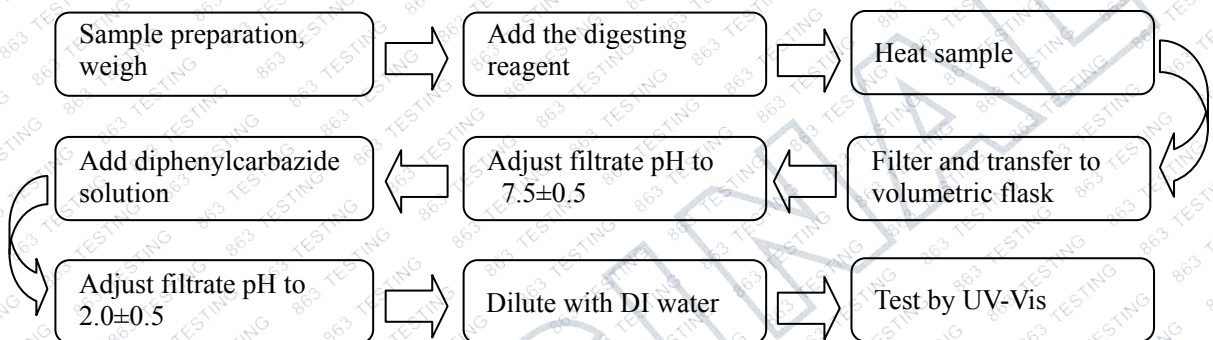 Sample preparation,
weigh
Add the digesting
reagent
Heat sample
Filter and transfer to
volumetric flask
Adjust filtrate pH to
7.5±0.5
Add diphenylcarbazide
solution
Adjust filtrate pH to
2.0±0.5
Dilute with DI water
Test by UV-Vis
863 TESTING